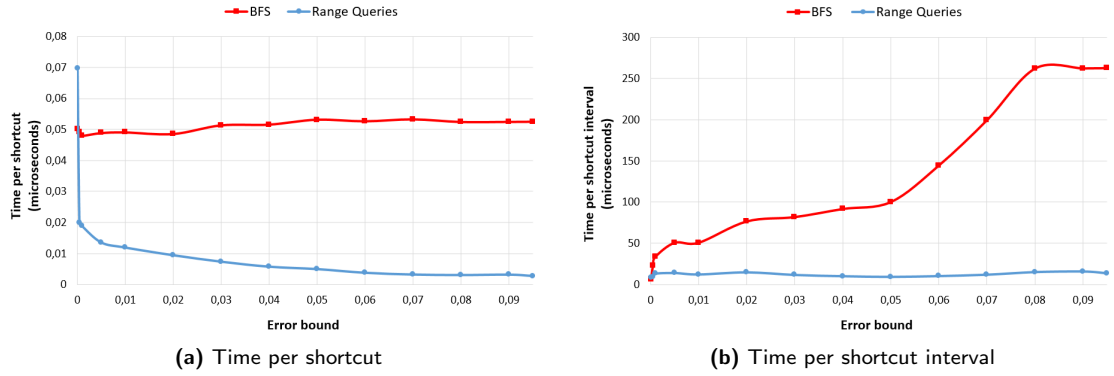 BFS Range Queries
0,08
0,07
0,06
0,05
0,04
0,03
0,02
0,01
0
Time per shortcut
(microseconds)
0 0,01 0,02 0,03 0,04 0,05 0,06 0,07 0,08 0,09
Error bound
(a) Time per shortcut
BFS Range Queries
300
250
200
150
100
50
0
Time per shortcut interval
(microseconds)
0 0,01 0,02 0,03 0,04 0,05 0,06 0,07 0,08 0,09
Error bound
(b) Time per shortcut interval